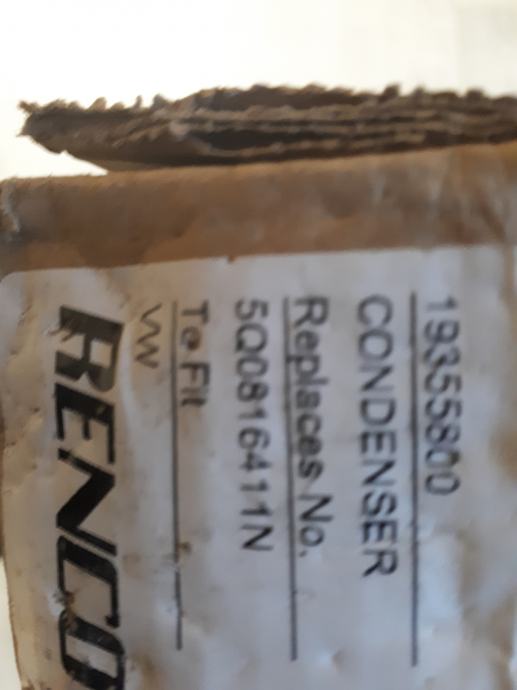 19355800
CONDENSER
Replaces No.
5Q0816411N
To Fit
VW
RENCO